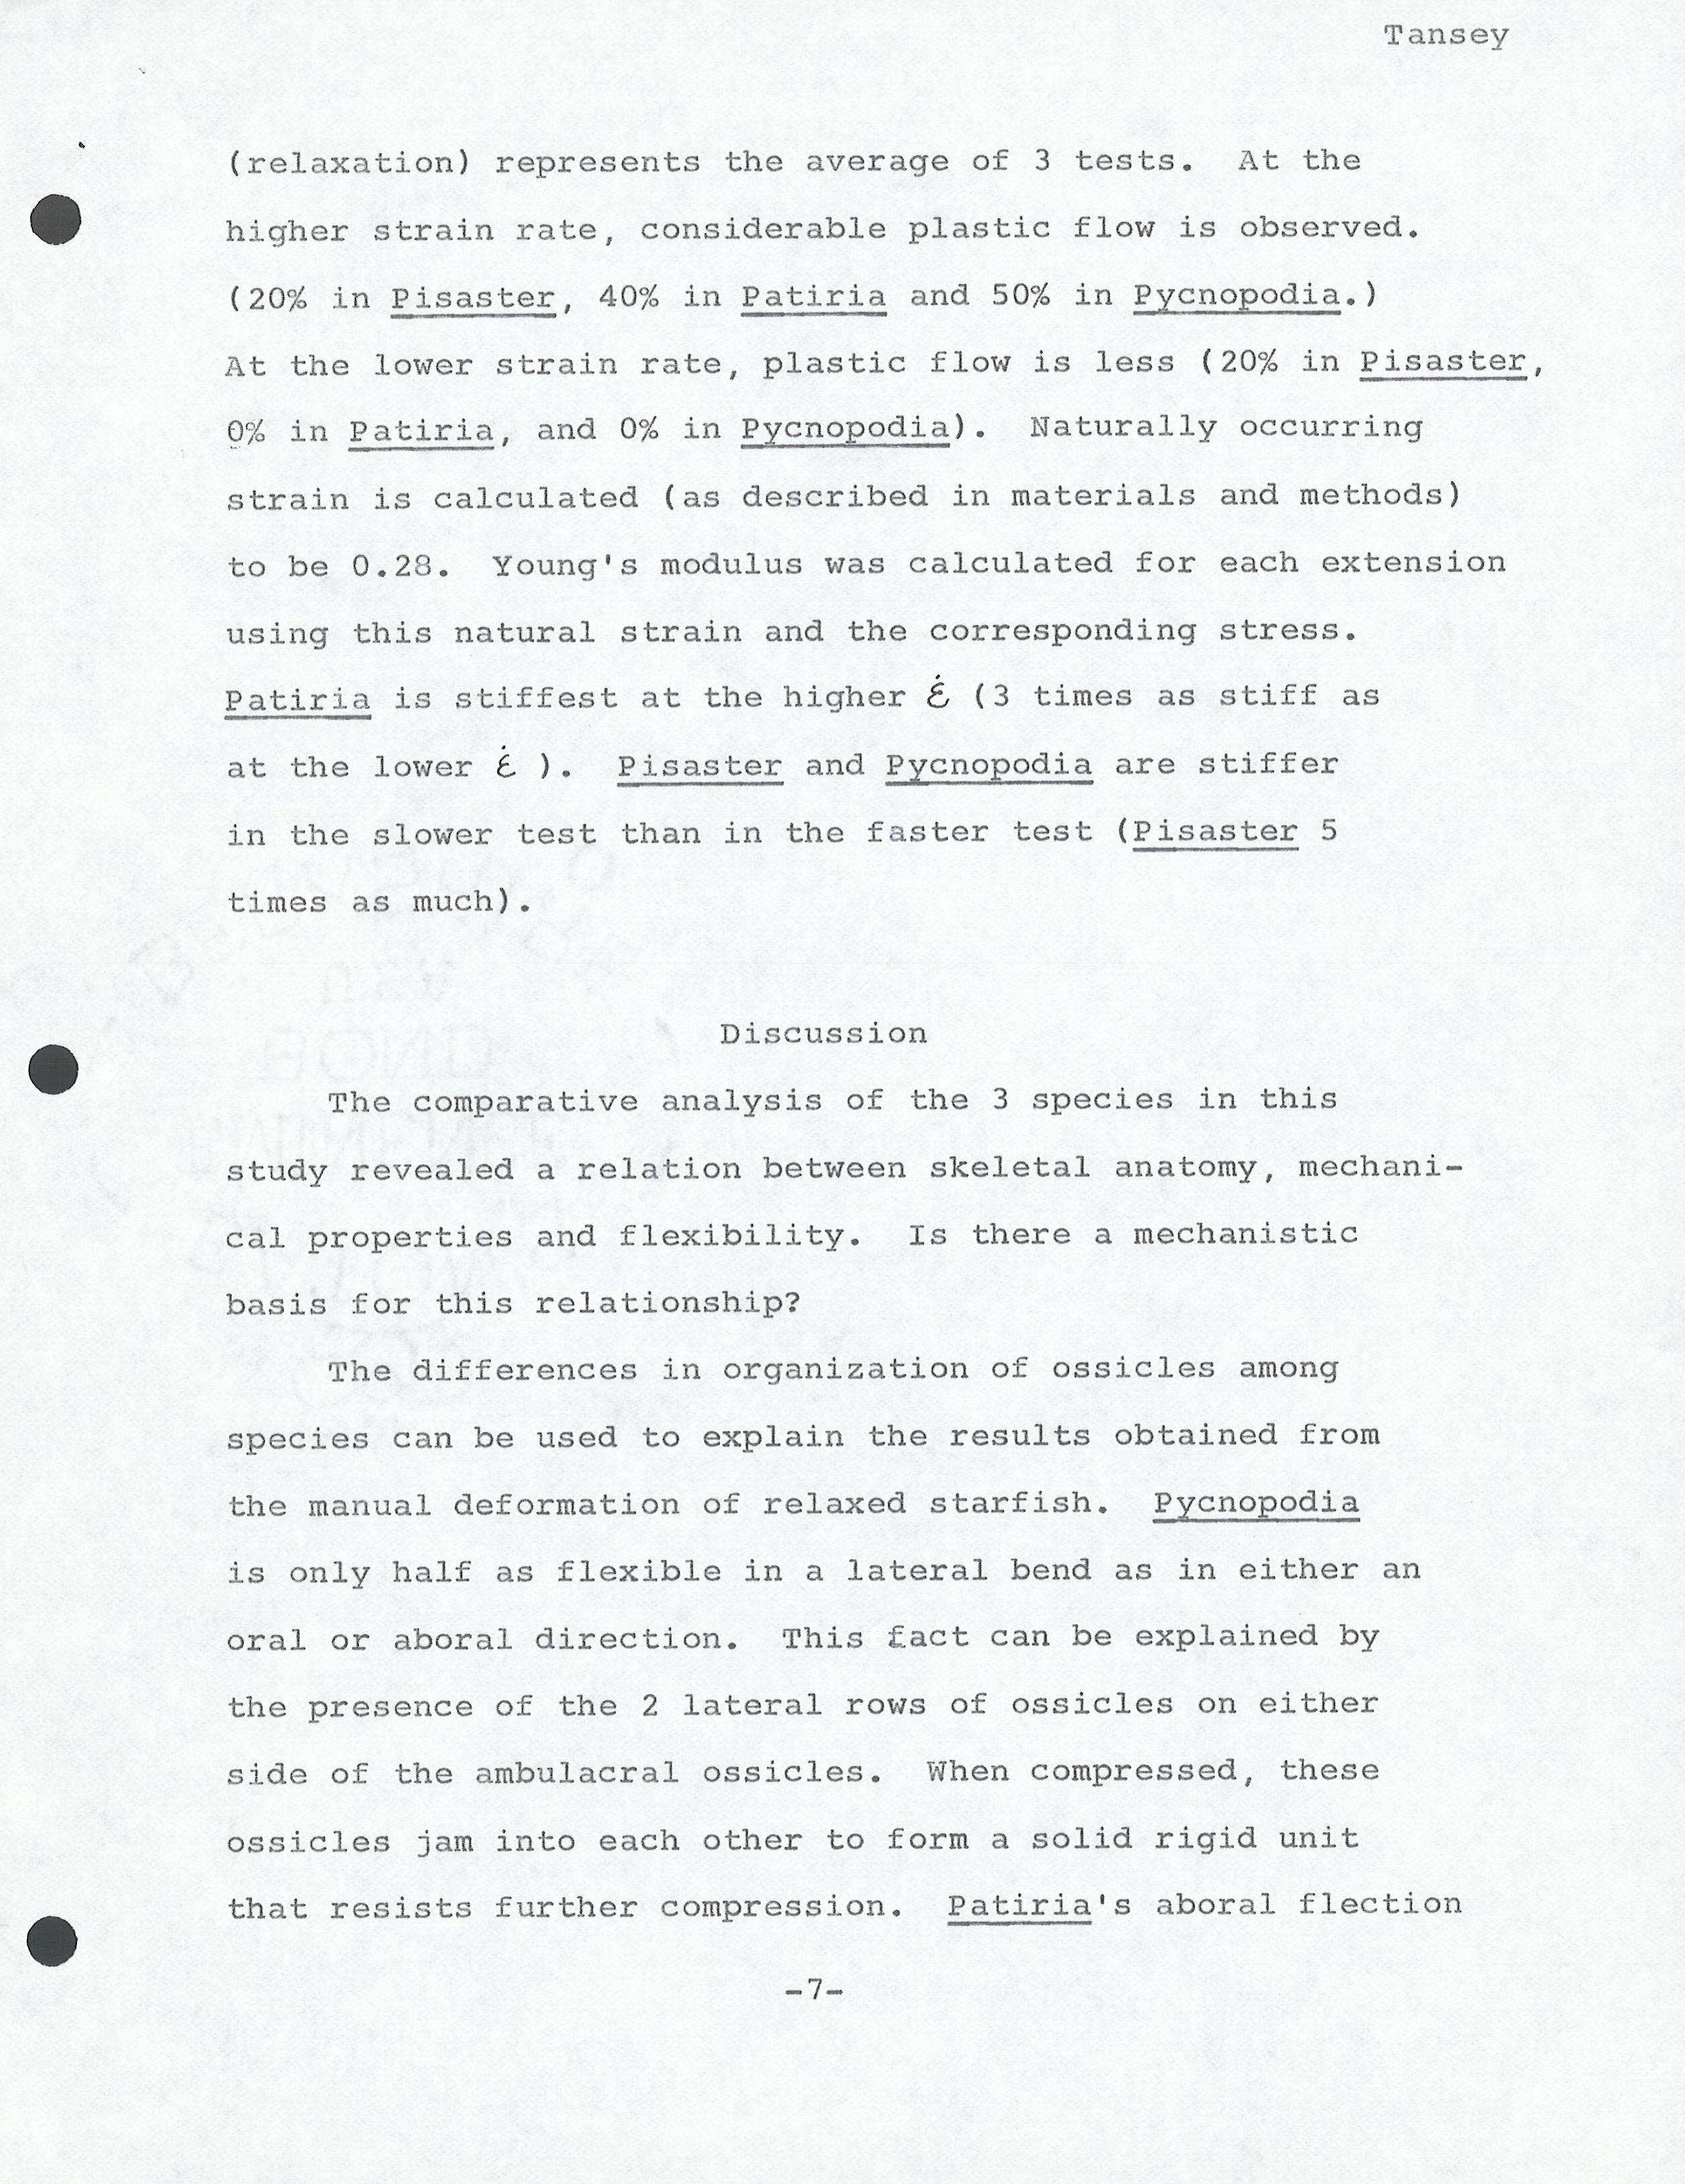 Tansey
(relaxation) represents the average of 3 tests.  At the
higher strain rate, considerable plastic flow is observed.
(20% in Pisaster, 40% in Patiria and 50% in Pycnopodia.)
At the lower strain rate, plastic flow is less (20% in Pisaster,
0% in Patiria, and 0% in Pycnopodia).  Naturally occurring
strain is calculated (as described in materials and methods)
to be 0.28.  Young's modulus was calculated for each extension
using this natural strain and the corresponding stress.
Patiria is stiffest at the higher ε̇ (3 times as stiff as
at the lower ε̇ ).  Pisaster and Pycnopodia are stiffer
in the slower test than in the faster test (Pisaster 5
times as much).
Discussion
The comparative analysis of the 3 species in this
study revealed a relation between skeletal anatomy, mechani-
cal properties and flexibility.  Is there a mechanistic
basis for this relationship?
The differences in organization of ossicles among
species can be used to explain the results obtained from
the manual deformation of relaxed starfish.  Pycnopodia
is only half as flexible in a lateral bend as in either an
oral or aboral direction.  This fact can be explained by
the presence of the 2 lateral rows of ossicles on either
side of the ambulacral ossicles.  When compressed, these
ossicles jam into each other to form a solid rigid unit
that resists further compression.  Patiria's aboral flection
-7-